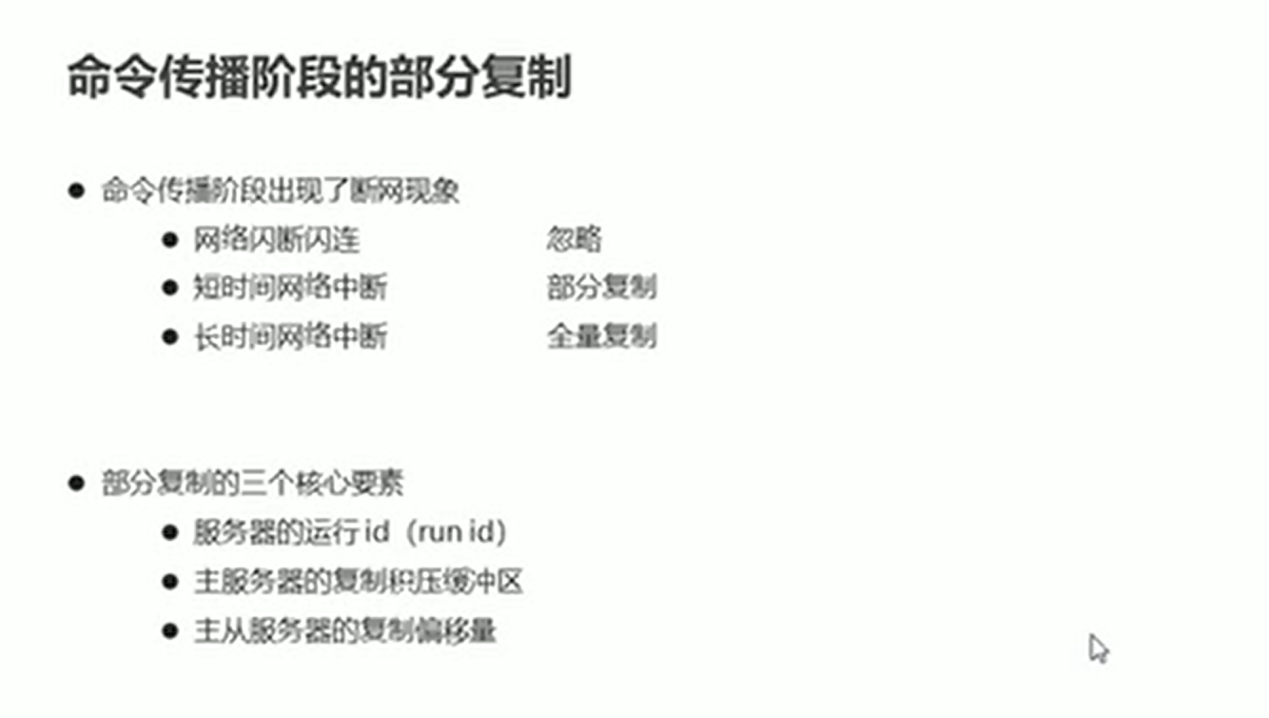 命令传播阶段的部分复制
● 命令传播阶段出现了断网现象
● 网络闪断闪连 忽略
● 短时间网络中断 部分复制
● 长时间网络中断 全量复制
● 部分复制的三个核心要素
● 服务器的运行 id（run id）
● 主服务器的复制积压缓冲区
● 主从服务器的复制偏移量